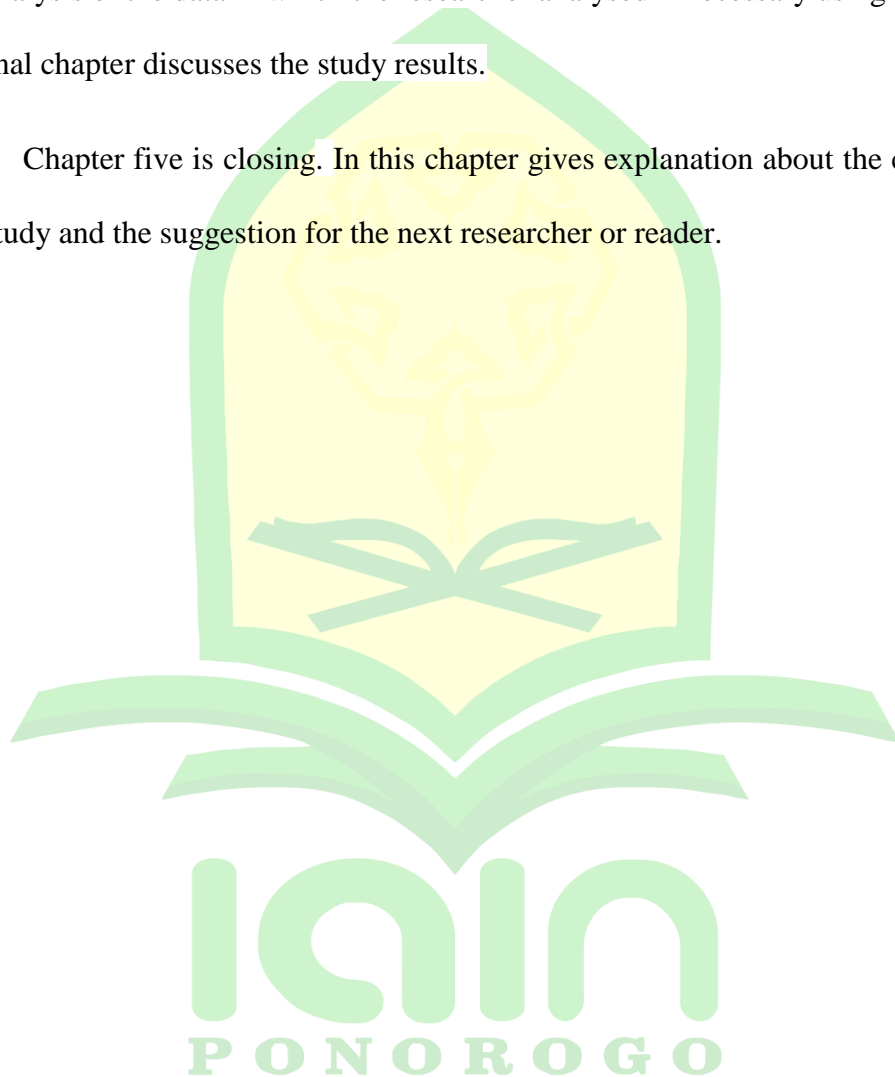 nal chapter discusses the study results.
Chapter five is closing. In this chapter gives explanation about the
tudy and the suggestion for the next researcher or reader.
iain
PONOROGO